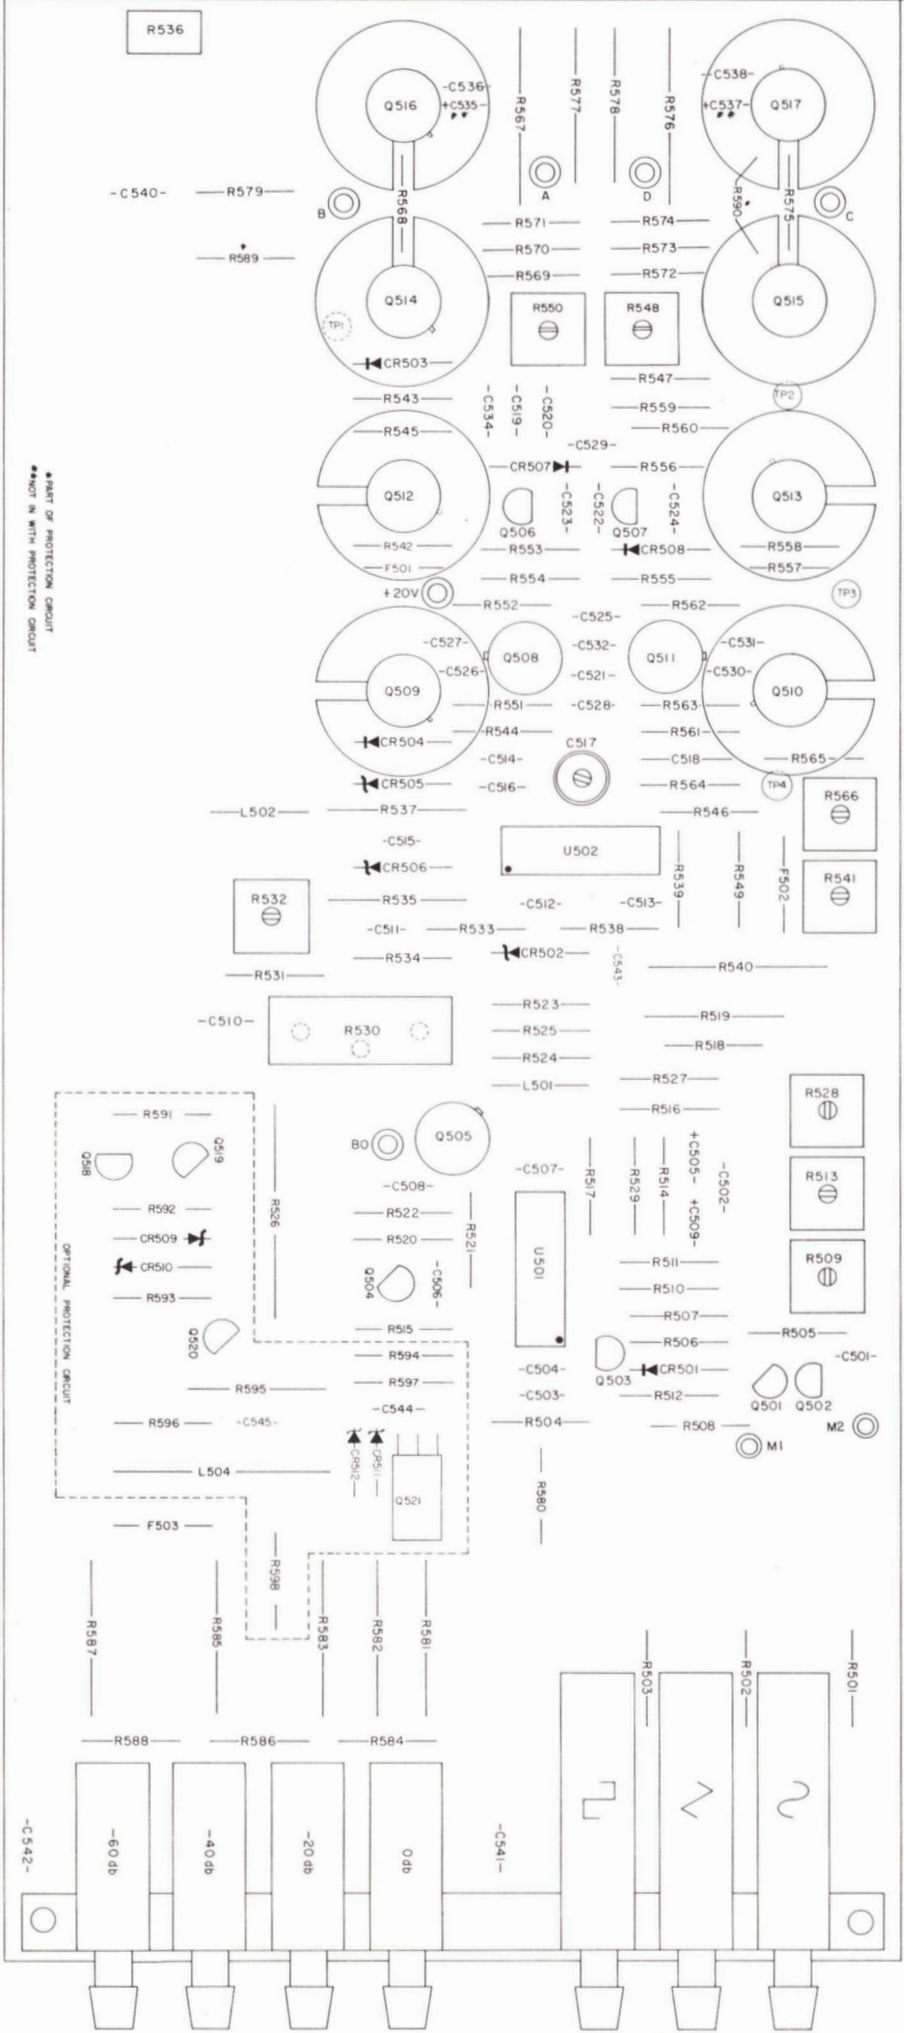 R536
Q516
-C536-
+C535-
**
R567
R577
R578
R576
-C538-
+C537-
**
Q517
-C540-
R579
B
R568
A
D
R590*
R575
C
R571
R574
*
R589
R570
R573
R569
R572
Q514
TP1
R550
R548
Q515
CR503
R547
TP2
R543
-C534-
-C519-
-C520-
R559
R545
R560
-C529-
CR507
R556
Q512
Q506
-C523-
-C522-
Q507
-C524-
Q513
*PART OF PROTECTION CIRCUIT
**NOT IN WITH PROTECTION CIRCUIT
R542
R553
CR508
R558
F501
R557
R554
R555
+20V
TP3
R552
R562
-C525-
-C527-
-C532-
-C531-
Q508
Q511
-C526-
-C521-
-C530-
Q509
Q510
R551
-C528-
R563
R544
R561
CR504
C517
-C514-
C518
R565
CR505
-C516-
R564
TP4
R566
L502
R537
R546
-C515-
U502
CR506
R539
R549
F502
R541
R532
R535
-C512-
-C513-
-C511-
R533
R538
R534
CR502
-C543-
R540
R531
R523
-C510-
R530
R519
R525
R518
R524
L501
R527
R591
R516
R528
Q518
Q519
BO
Q505
-C507-
R517
R529
R514
+C505-
-C502-
R513
-C508-
R592
R526
R522
R521
+C509-
CR509
R520
U501
R511
R509
CR510
Q504
-C506-
R510
R593
R507
OPTIONAL PROTECTION CIRCUIT
Q520
R515
R506
R505
R594
-C504-
Q503
CR501
-C501-
R595
R597
-C503-
R512
Q501
Q502
-C544-
R596
-C545-
R504
R508
M2
M1
CR512
CR511
L504
Q521
R580
F503
R598
R587
R585
R583
R582
R581
R503
R502
R501
R588
R586
R584
-C542-
-60db
-40db
-20db
0db
-C541-